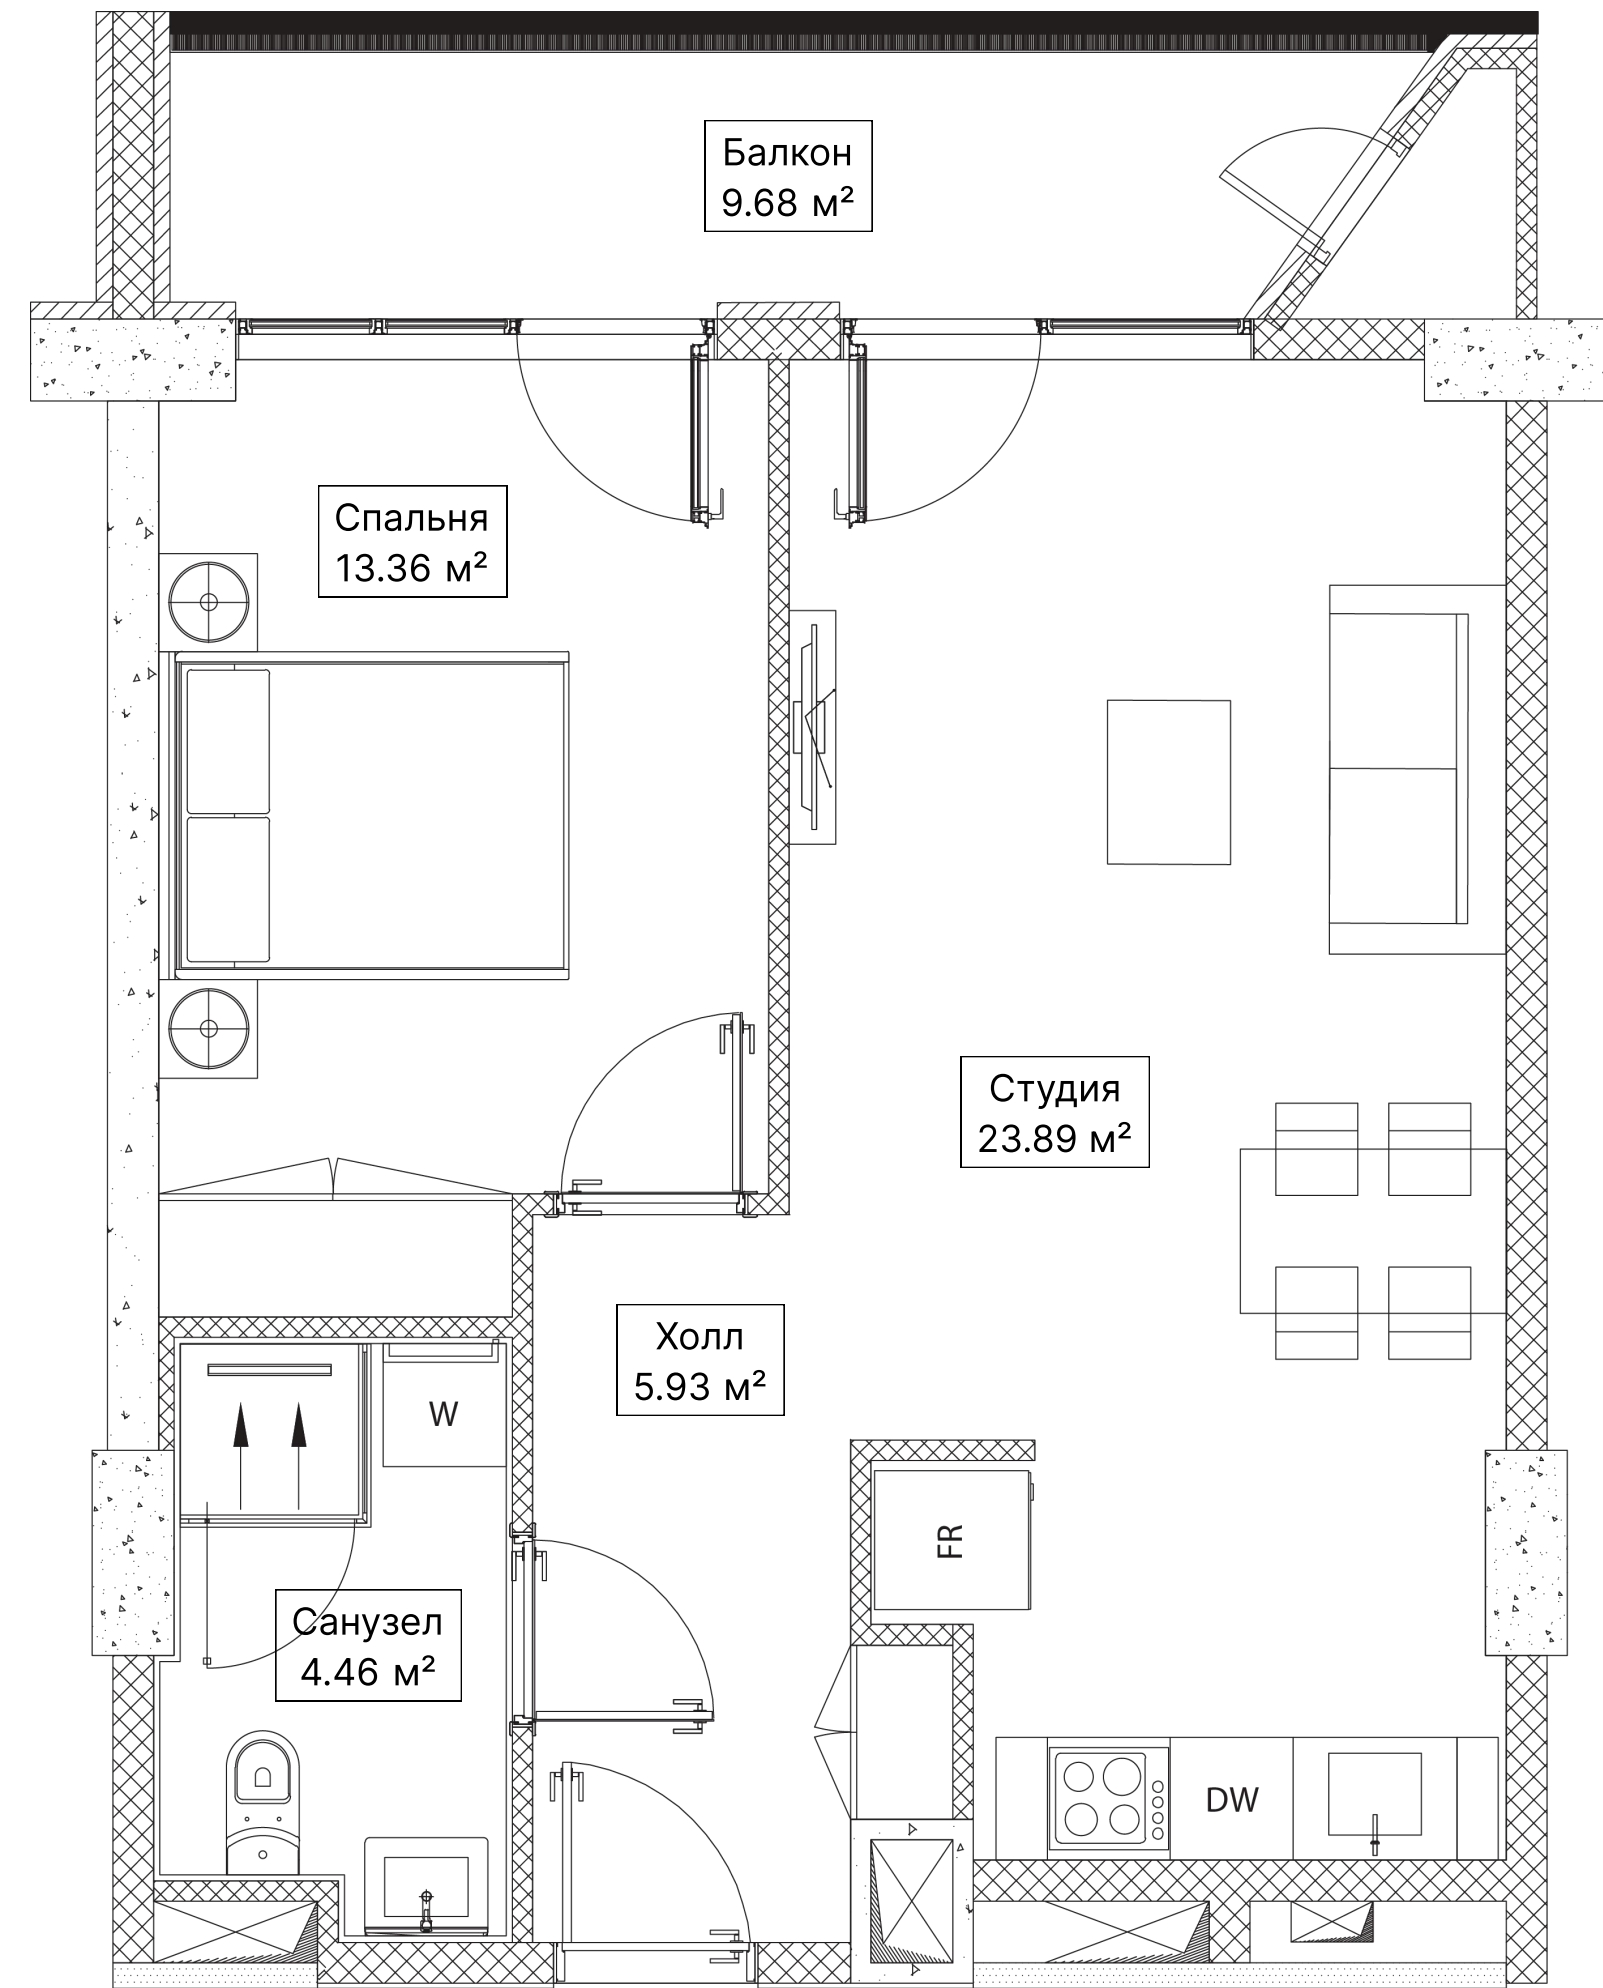 Балкон
9.68 м²
Спальня
13.36 м²
Студия
23.89 м²
Холл
5.93 м²
W
FR
Санузел
4.46 м²
DW